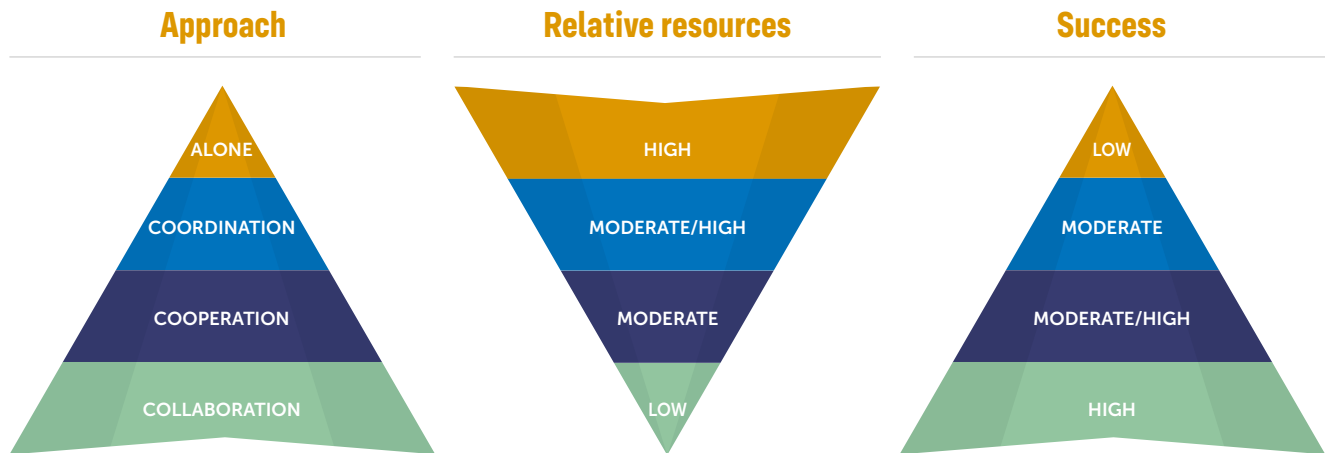 Approach
Relative resources
Success
ALONE
HIGH
LOW
COORDINATION
MODERATE/HIGH
MODERATE
COOPERATION
MODERATE
MODERATE/HIGH
COLLABORATION
LOW
HIGH